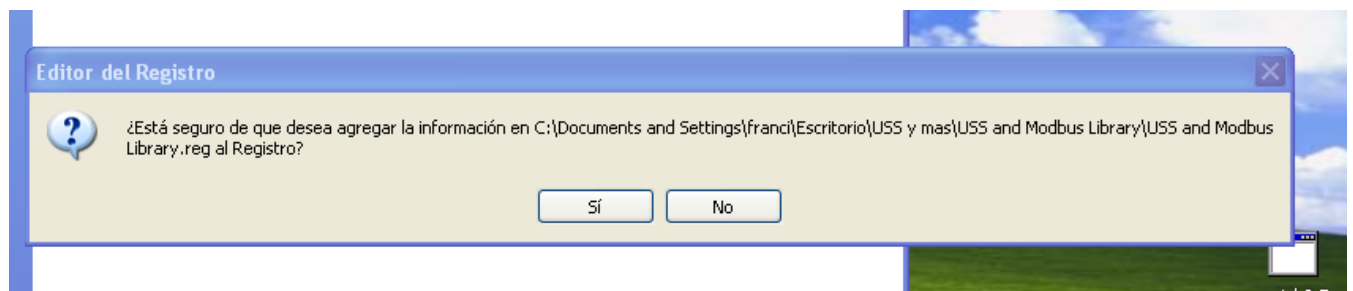 Editor del Registro
¿Está seguro de que desea agregar la información en C:\Documents and Settings\franci\Escritorio\USS y mas\USS and Modbus Library\USS and Modbus
Library.reg al Registro?
Sí
No